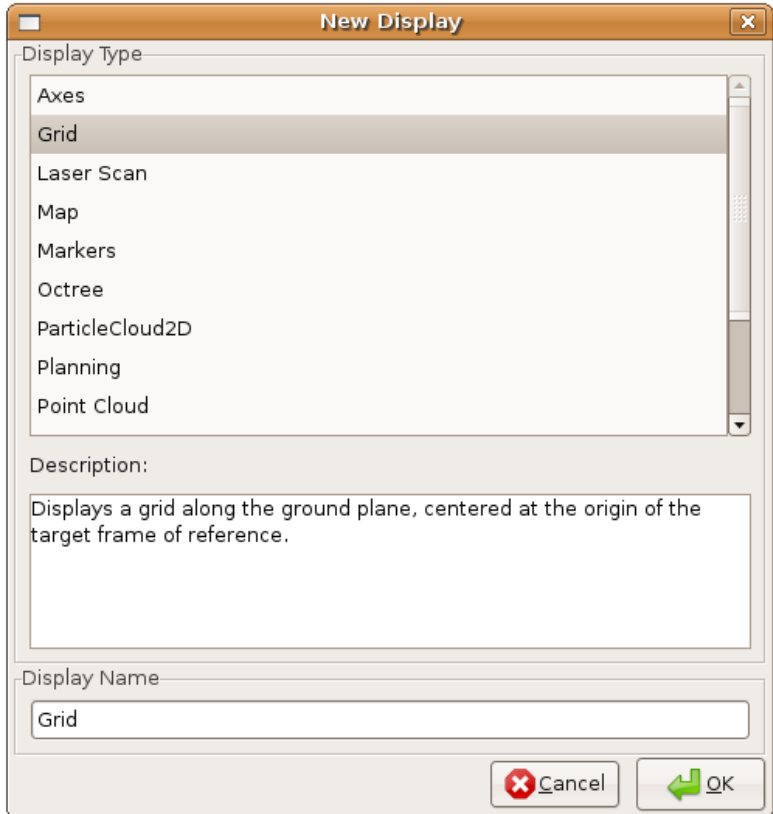 New Display
Display Type
Axes
Grid
Laser Scan
Map
Markers
Octree
ParticleCloud2D
Planning
Point Cloud
Description:
Displays a grid along the ground plane, centered at the origin of the
target frame of reference.
Display Name
Grid
Cancel
OK